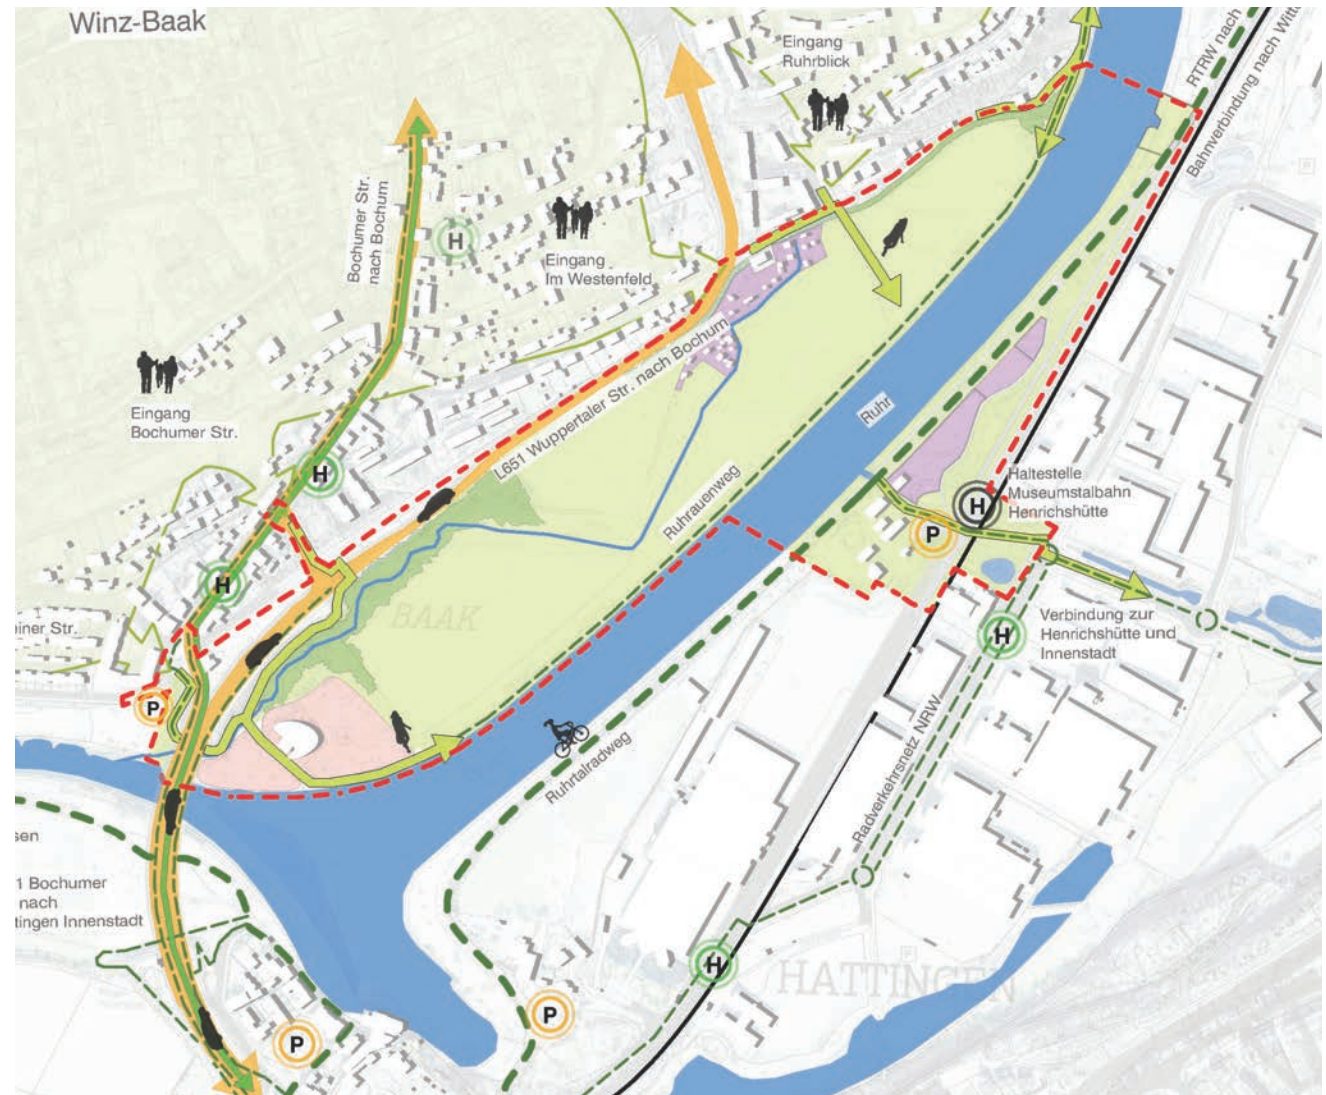 Winz-Baak
Eingang
Ruhrblick
RTRW nach
Bahnverbindung nach
Bochumer Str.
nach Bochum
H
Eingang
Im Westenfeld
Eingang
Bochumer Str.
L651 Wuppertaler Str. nach Bochum
Ruhr
H
Ruhrauenweg
Haltestelle
Museumstalbahn
Henrichshütte
H
P
H
BAAK
einer Str.
Verbindung zur
Henrichshütte und
Innenstadt
H
P
Ruhrtalradweg
Radverkehrsnetz NRW
sen
1 Bochumer
nach
tingen Innenstadt
H
HATTINGEN
P
P